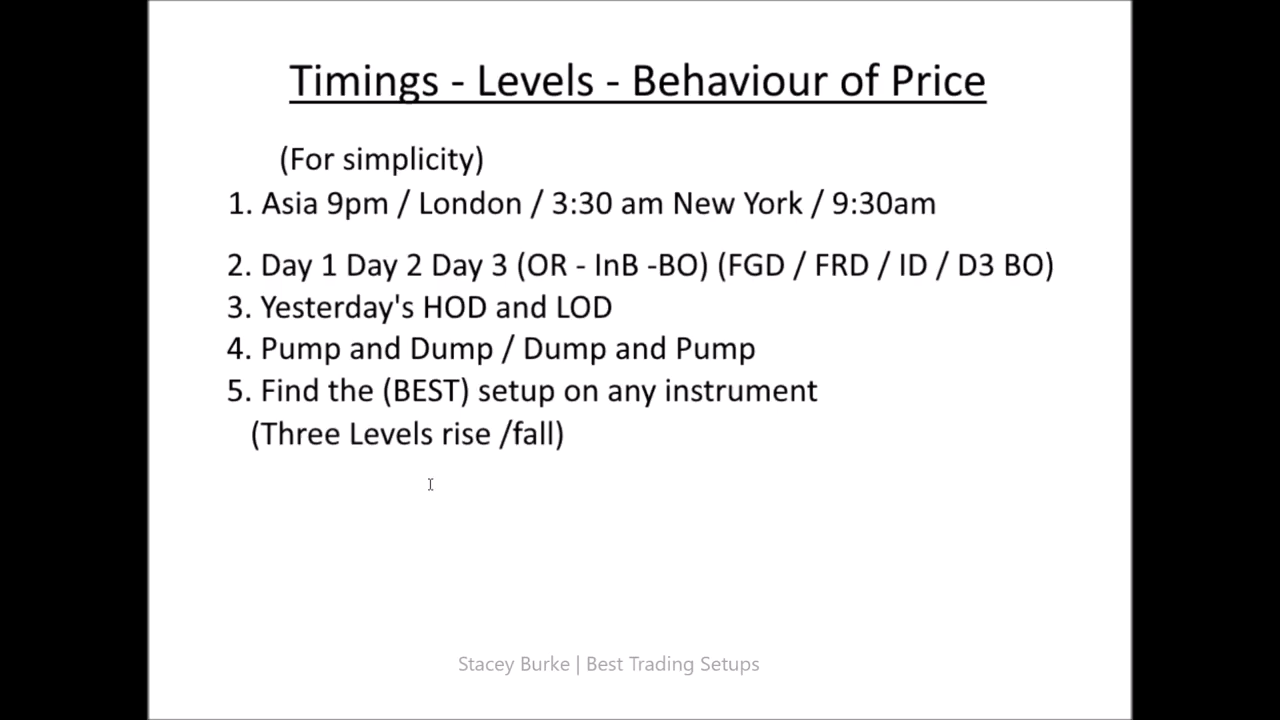 Timings - Levels - Behaviour of Price
(For simplicity)
1. Asia 9pm / London / 3:30 am New York / 9:30am
2. Day 1 Day 2 Day 3 (OR - InB -BO) (FGD / FRD / ID / D3 BO)
3. Yesterday's HOD and LOD
4. Pump and Dump / Dump and Pump
5. Find the (BEST) setup on any instrument
(Three Levels rise /fall)
Stacey Burke | Best Trading Setups